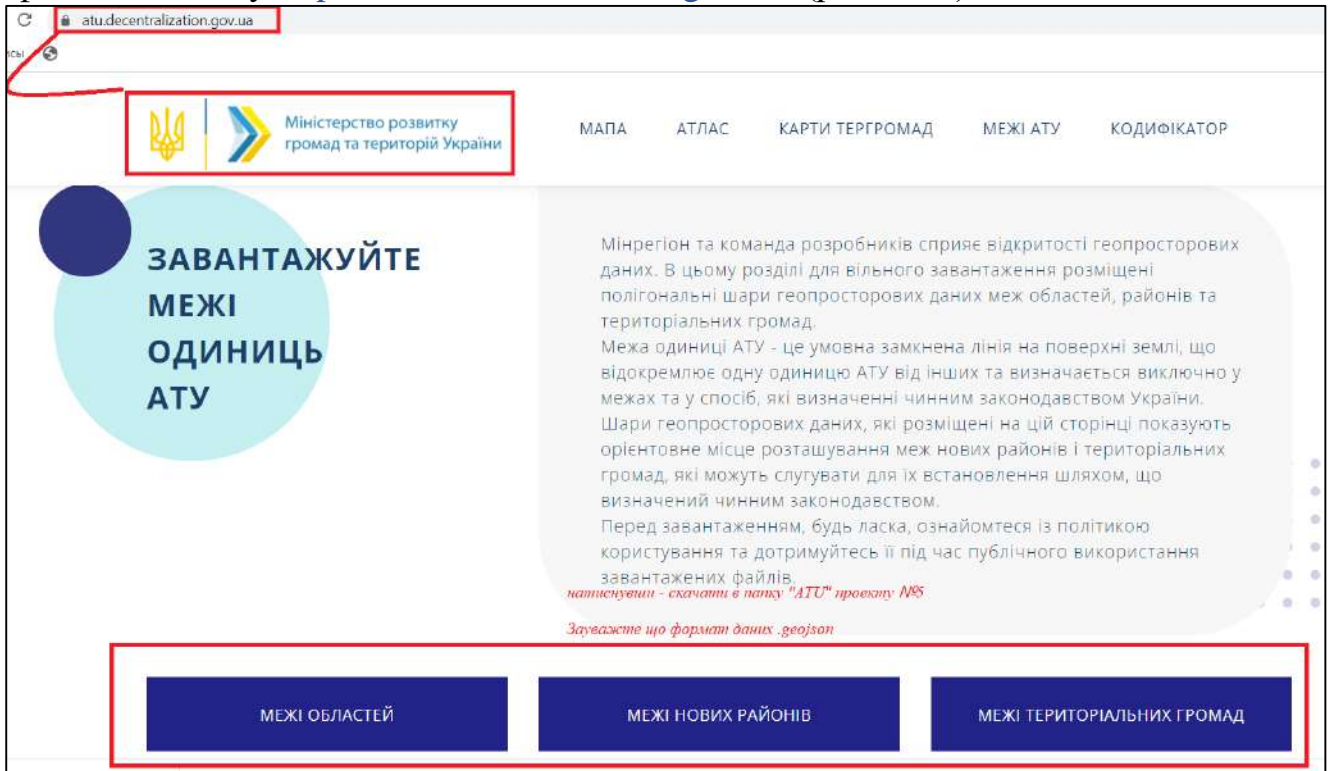 atu.decentralization.gov.ua
Міністерство розвитку
громад та територій України
МАПА АТЛАС КАРТИ ТЕРГРОМАД МЕЖІ АТУ КОДИФІКАТОР
ЗАВАНТАЖУЙТЕ
МЕЖІ
ОДИНИЦЬ
АТУ
Мінрегіон та команда розробників сприяє відкритості геопросторових
даних. В цьому розділі для вільного завантаження розміщені
полігональні шари геопросторових даних меж областей, районів та
територіальних громад.
Межа одиниці АТУ - це умовна замкнена лінія на поверхні землі, що
відокремлює одну одиницю АТУ від інших та визначається виключно у
межах та у спосіб, які визначенні чинним законодавством України.
Шари геопросторових даних, які розміщені на цій сторінці показують
орієнтовне місце розташування меж нових районів і територіальних
громад, які можуть слугувати для їх встановлення шляхом, що
визначений чинним законодавством.
Перед завантаженням, будь ласка, ознайомтеся із політикою
користування та дотримуйтесь її під час публічного використання
завантажених файлів.
натиснувши - скачати в папку "ATU" проекту №5
Зауважте що формат даних .geojson
МЕЖІ ОБЛАСТЕЙ МЕЖІ НОВИХ РАЙОНІВ МЕЖІ ТЕРИТОРІАЛЬНИХ ГРОМАД